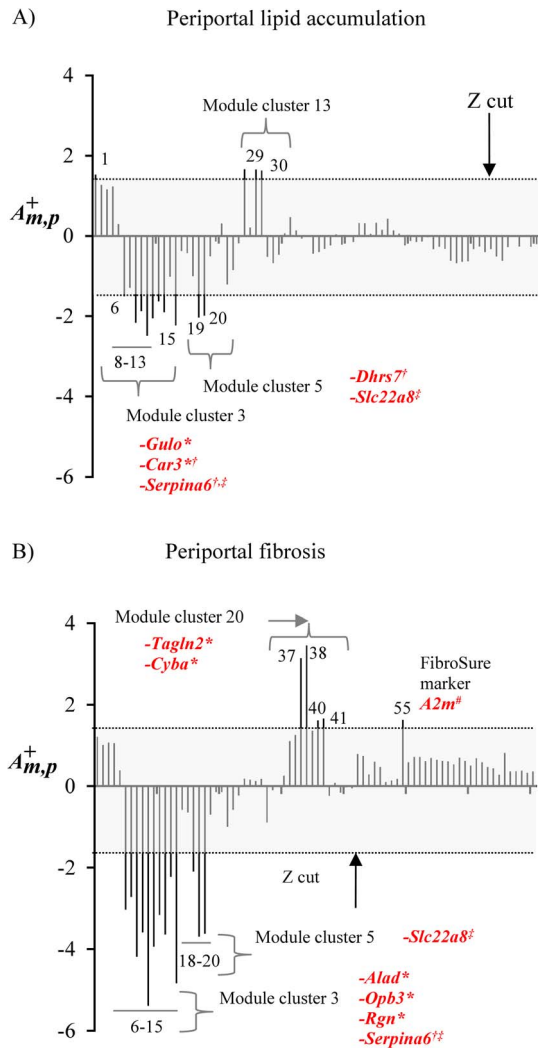 A) Periportal lipid accumulation
4
Module cluster 13
Z cut
1
29
30
2
A+m,p
0
6
15
19
20
-2
8-13
Module cluster 5
-Dhrs7†
-Slc22a8‡
Module cluster 3
-4
-Gulo*
-Car3*†
-Serpina6†,‡
-6
B) Periportal fibrosis
4
Module cluster 20
-Tagln2*
-Cyba*
37
38
FibroSure
marker
A2m#
40
41
55
2
A+m,p
0
-2
Z cut
Module cluster 5
-Slc22a8‡
18-20
-4
-Alad*
-Opb3*
Module cluster 3
-Rgn*
6-15
-Serpina6†‡
-6